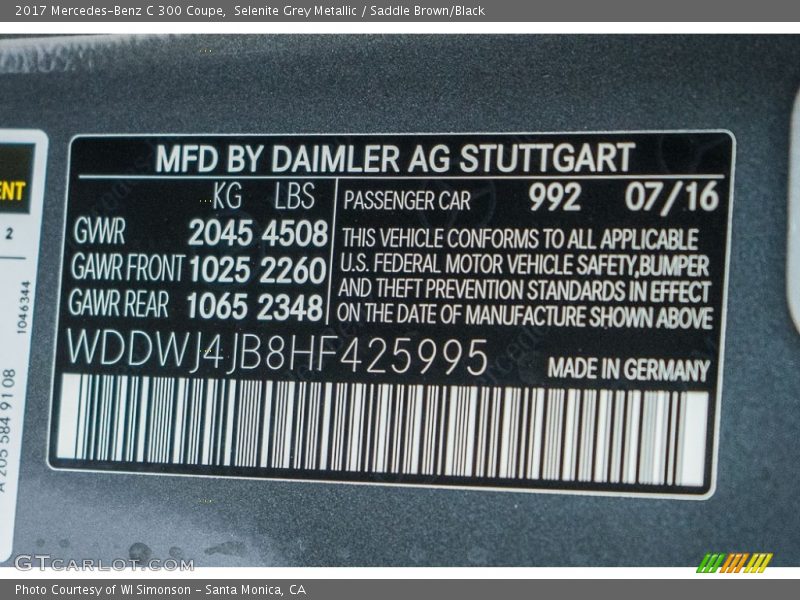 2017 Mercedes-Benz C 300 Coupe, Selenite Grey Metallic / Saddle Brown/Black
MFD BY DAIMLER AG STUTTGART
KG LBS
GVWR 2045 4508
GAWR FRONT 1025 2260
GAWR REAR 1065 2348
PASSENGER CAR 992 07/16
THIS VEHICLE CONFORMS TO ALL APPLICABLE
U.S. FEDERAL MOTOR VEHICLE SAFETY,BUMPER
AND THEFT PREVENTION STANDARDS IN EFFECT
ON THE DATE OF MANUFACTURE SHOWN ABOVE
WDDWJ4JB8HF425995
MADE IN GERMANY
ENT
2
1046344
A 205 584 91 08
GTCARLOT.COM
Photo Courtesy of WI Simonson - Santa Monica, CA